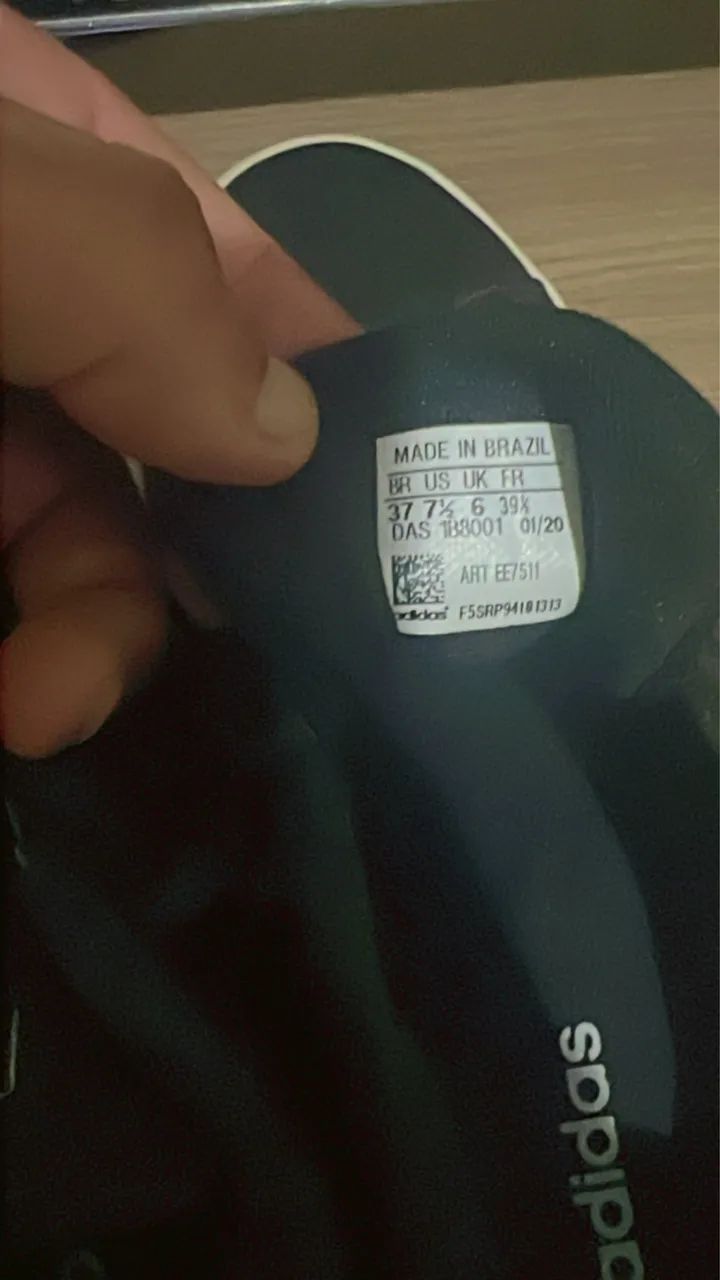 MADE IN BRAZIL
BR US UK FR
37 7½ 6 39⅓
DAS 1B8001 01/20
ART EE7511
adidas F5SRP94181313
adidas